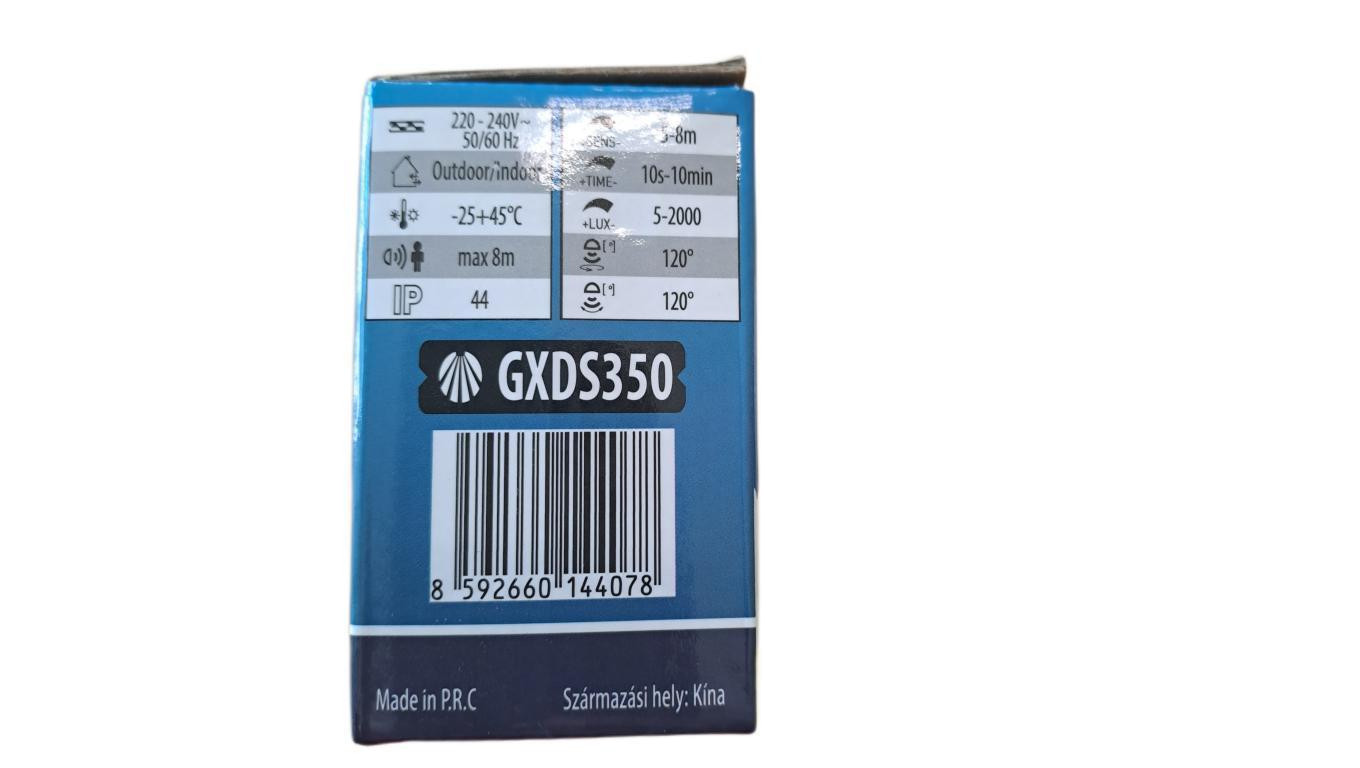 220 - 240V~
50/60 Hz
Outdoor/Indoor
-25+45°C
max 8m
IP 44
-SENS-
-8m
+TIME- 10s-10min
+LUX- 5-2000
[°] 120°
[°] 120°
GXDS350
8 592660 144078
Made in P.R.C
Származási hely: Kína